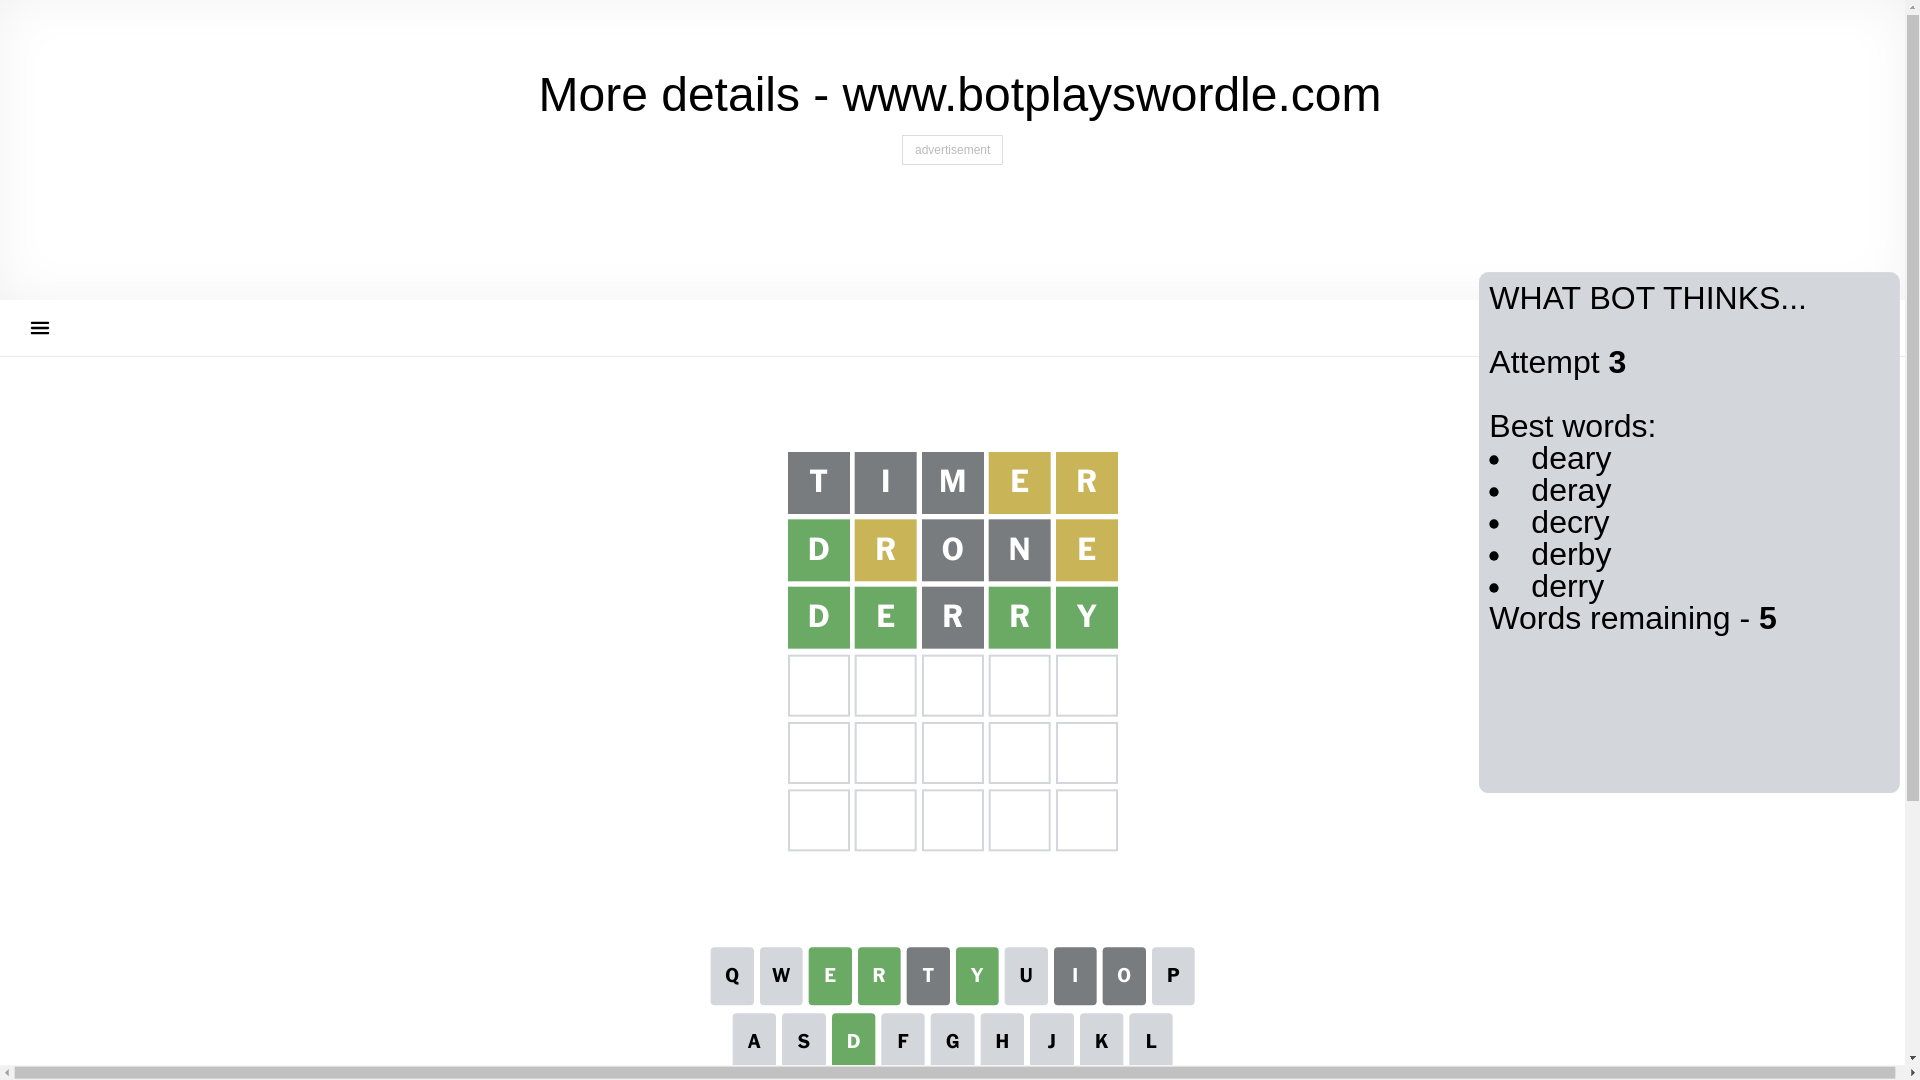 More details - www.botplayswordle.com
advertisement
WHAT BOT THINKS...
Attempt 3
Best words:
• deary
• deray
• decry
• derby
• derry
Words remaining - 5
T I M E R
D R O N E
D E R R Y
Q W E R T Y U I O P
A S D F G H J K L